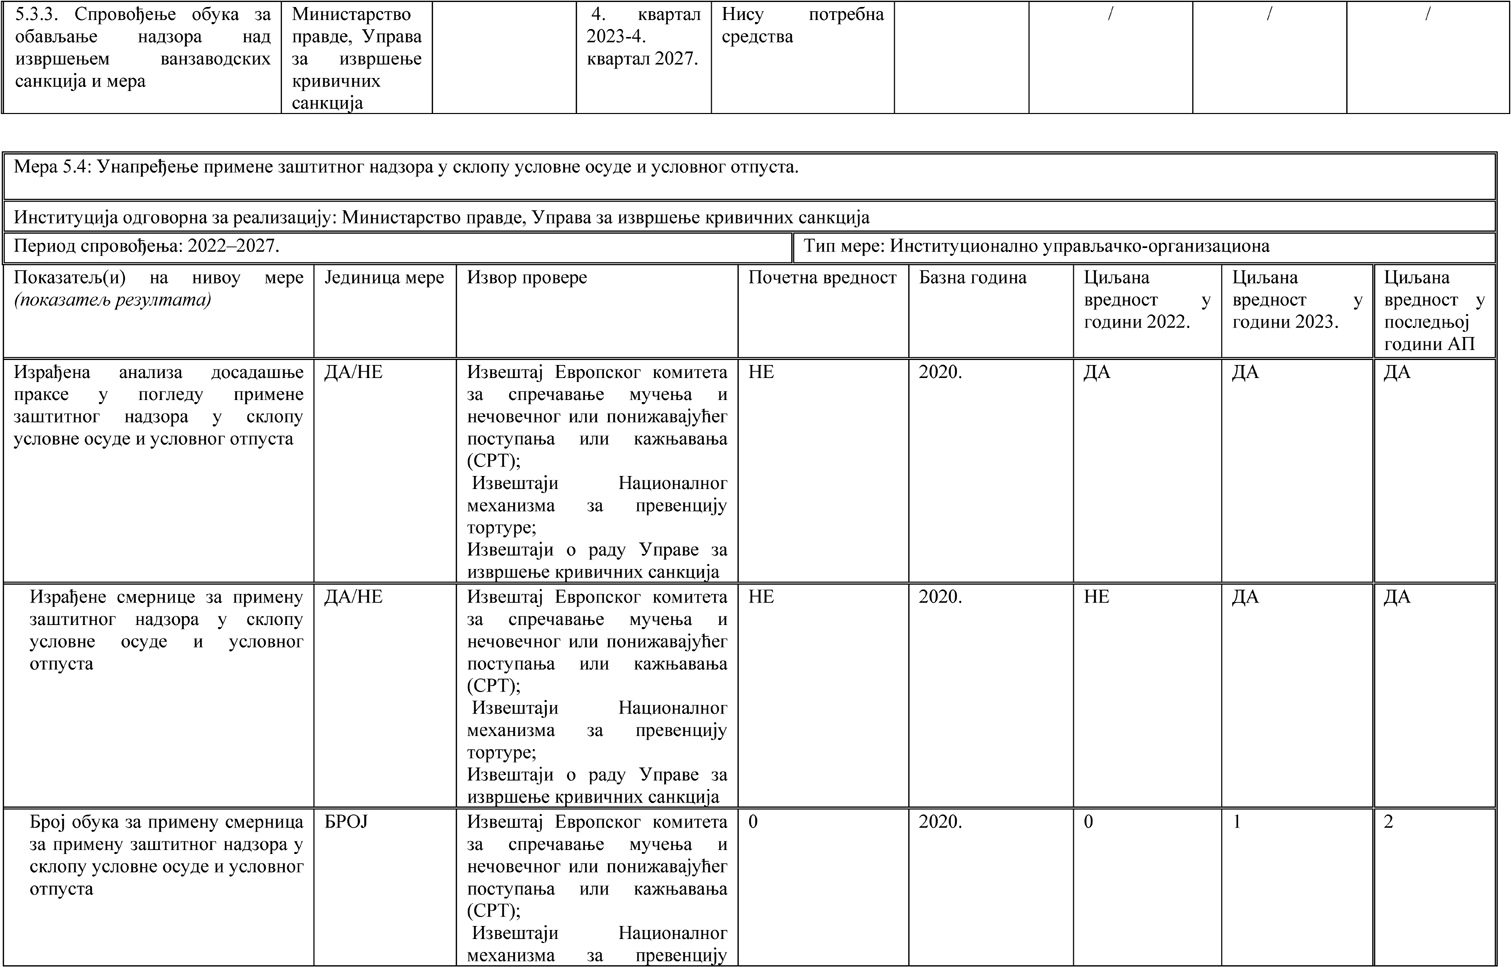 5.3.3. Спровођење обука за
обављање надзора над
извршењем ванзаводских
санкција и мера
Министарство
правде, Управа
за извршење
кривичних
санкција
4. квартал
2023-4.
квартал 2027.
Нису потребна
средства
/
/
/
Мера 5.4: Унапређење примене заштитног надзора у склопу условне осуде и условног отпуста.
Институција одговорна за реализацију: Министарство правде, Управа за извршење кривичних санкција
Период спровођења: 2022–2027.
Тип мере: Институционално управљачко-организациона
Показатељ(и) на нивоу мере
(показатељ резултата)
Јединица мере
Извор провере
Почетна вредност
Базна година
Циљана
вредност у
години 2022.
Циљана
вредност у
години 2023.
Циљана
вредност у
последњој
години АП
Израђена анализа досадашње
праксе у погледу примене
заштитног надзора у склопу
условне осуде и условног отпуста
ДА/НЕ
Извештај Европског комитета
за спречавање мучења и
нечовечног или понижавајућег
поступања или кажњавања
(CPT);
Извештаји Националног
механизма за превенцију
тортуре;
Извештаји о раду Управе за
извршење кривичних санкција
НЕ
2020.
ДА
ДА
ДА
Израђене смернице за примену
заштитног надзора у склопу
условне осуде и условног
отпуста
ДА/НЕ
Извештај Европског комитета
за спречавање мучења и
нечовечног или понижавајућег
поступања или кажњавања
(CPT);
Извештаји Националног
механизма за превенцију
тортуре;
Извештаји о раду Управе за
извршење кривичних санкција
НЕ
2020.
НЕ
ДА
ДА
Број обука за примену смерница
за примену заштитног надзора у
склопу условне осуде и условног
отпуста
БРОЈ
Извештај Европског комитета
за спречавање мучења и
нечовечног или понижавајућег
поступања или кажњавања
(CPT);
Извештаји Националног
механизма за превенцију
0
2020.
0
1
2